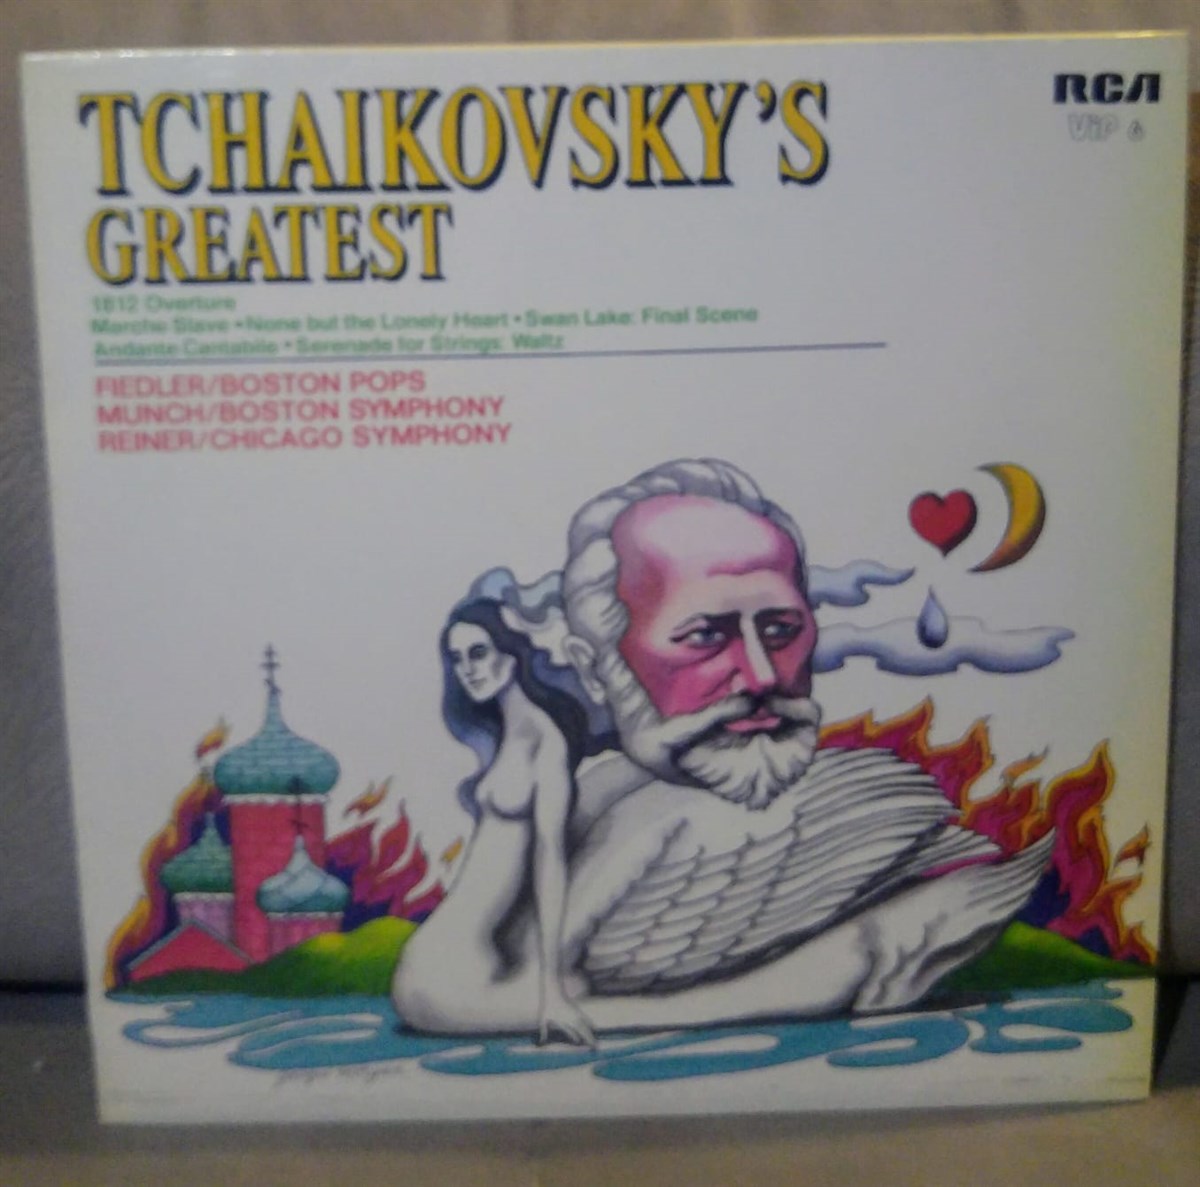 TCHAIKOVSKY'S
GREATEST
RCA
ViP 6
1812 Overture
Marche Slave • None but the Lonely Heart • Swan Lake: Final Scene
Andante Cantabile • Serenade for Strings: Waltz
FIEDLER/BOSTON POPS
MUNCH/BOSTON SYMPHONY
REINER/CHICAGO SYMPHONY